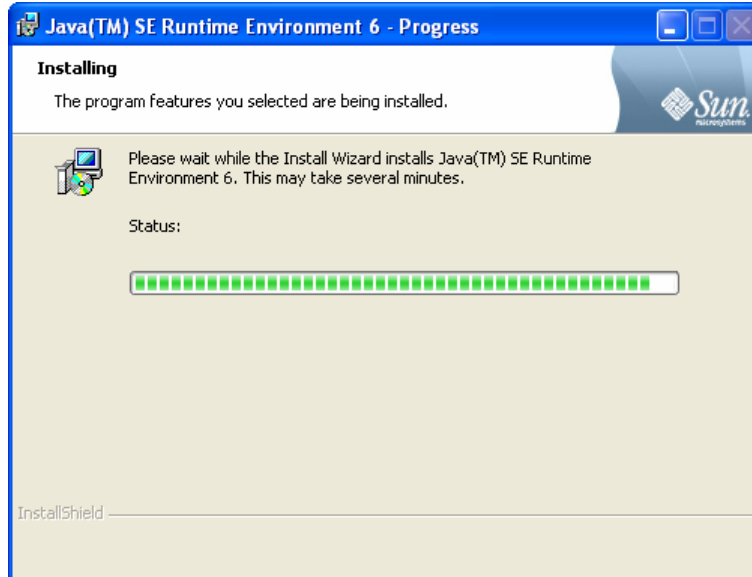 Java(TM) SE Runtime Environment 6 - Progress
Installing
The program features you selected are being installed.
Sun
microsystems
Please wait while the Install Wizard installs Java(TM) SE Runtime
Environment 6. This may take several minutes.
Status:
InstallShield